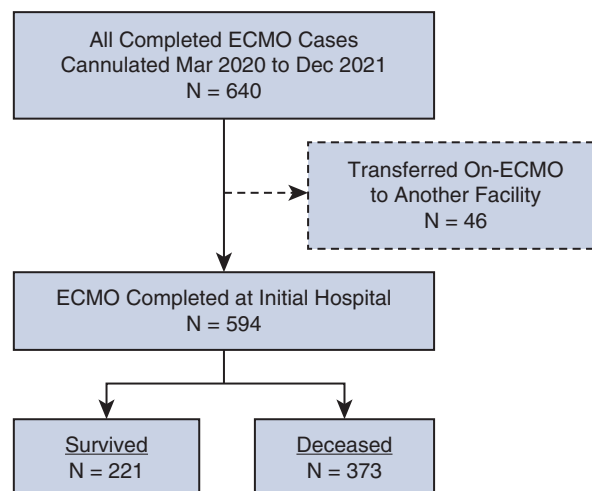 All Completed ECMO Cases
Cannulated Mar 2020 to Dec 2021
N = 640
Transferred On-ECMO
to Another Facility
N = 46
ECMO Completed at Initial Hospital
N = 594
Survived
N = 221
Deceased
N = 373